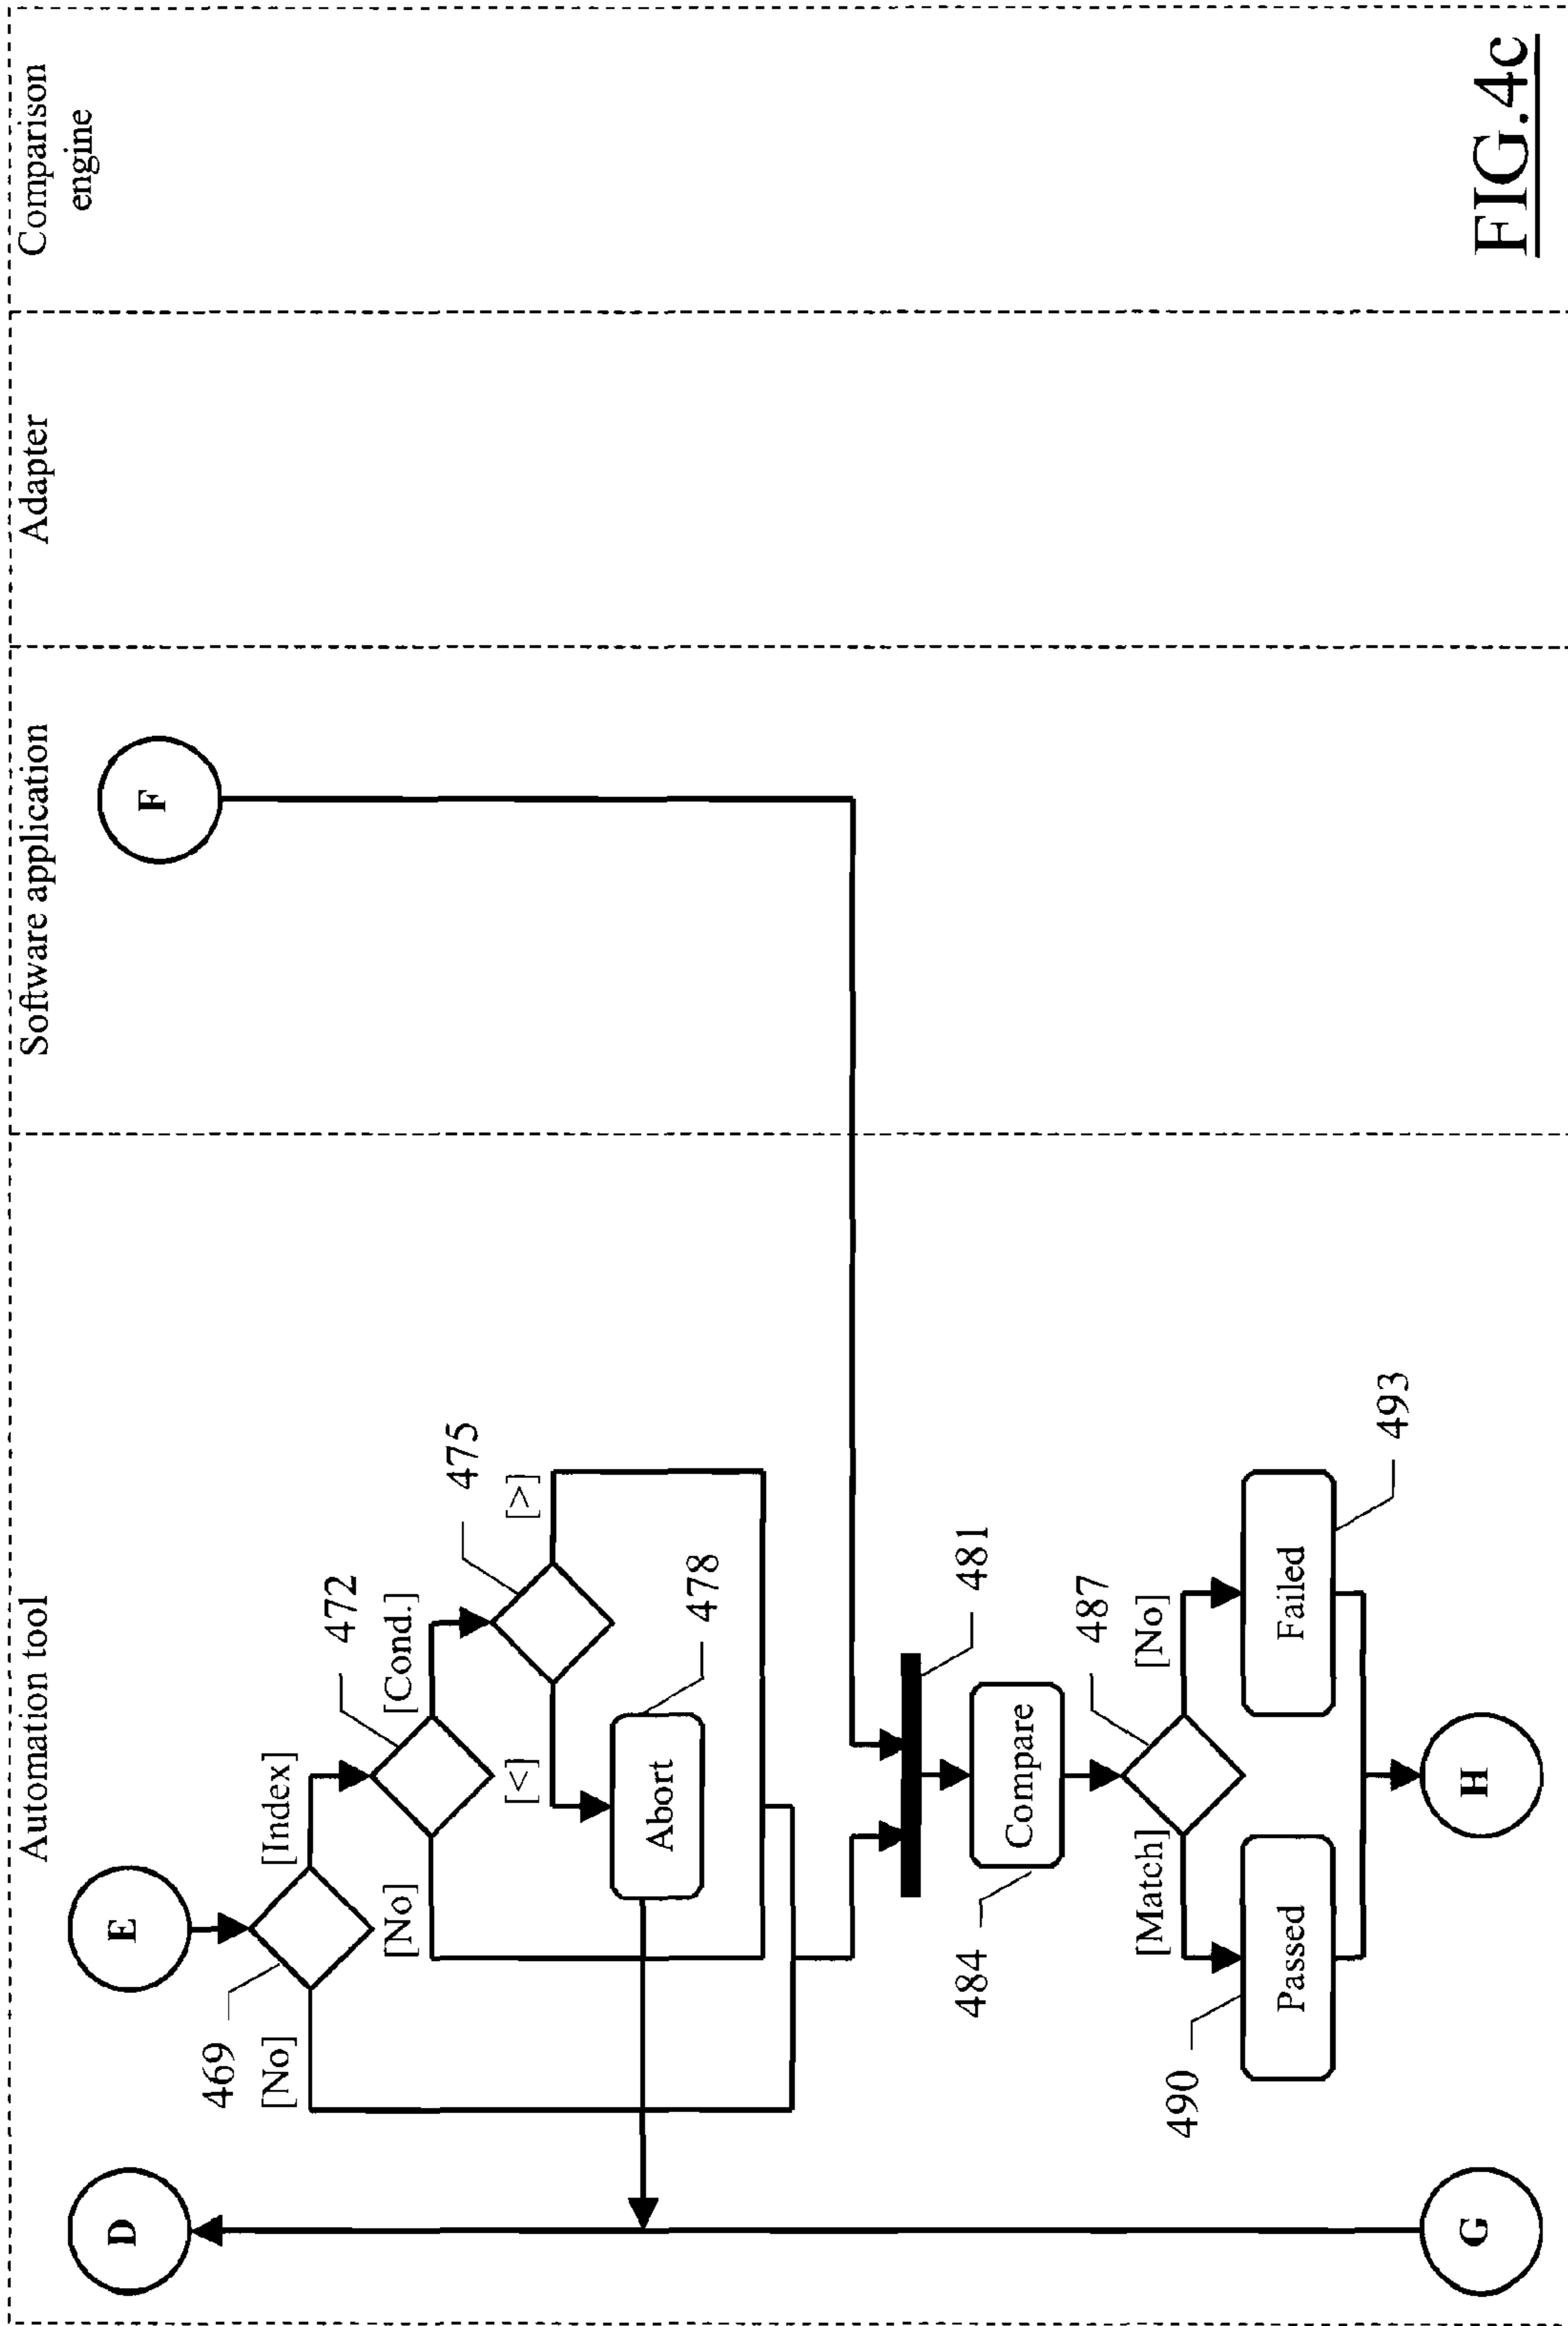 Automation tool
Software application
Adapter
Comparison
engine
D
E
F
469
[No]
[Index]
472
[No]
[Cond.]
475
[<]
[>]
Abort
478
481
484
Compare
487
[Match]
[No]
490
Passed
Failed
493
G
H
FIG.4c